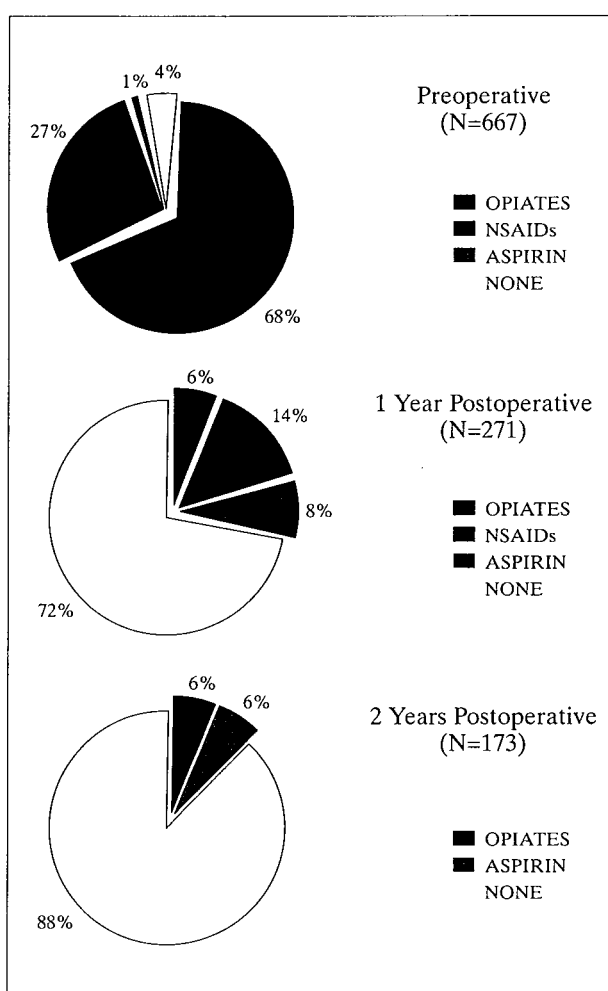 Preoperative
(N=667)
4%
1%
27%
68%
OPIATES
NSAIDs
ASPIRIN
NONE
1 Year Postoperative
(N=271)
6%
14%
8%
72%
OPIATES
NSAIDs
ASPIRIN
NONE
2 Years Postoperative
(N=173)
6%
6%
88%
OPIATES
ASPIRIN
NONE